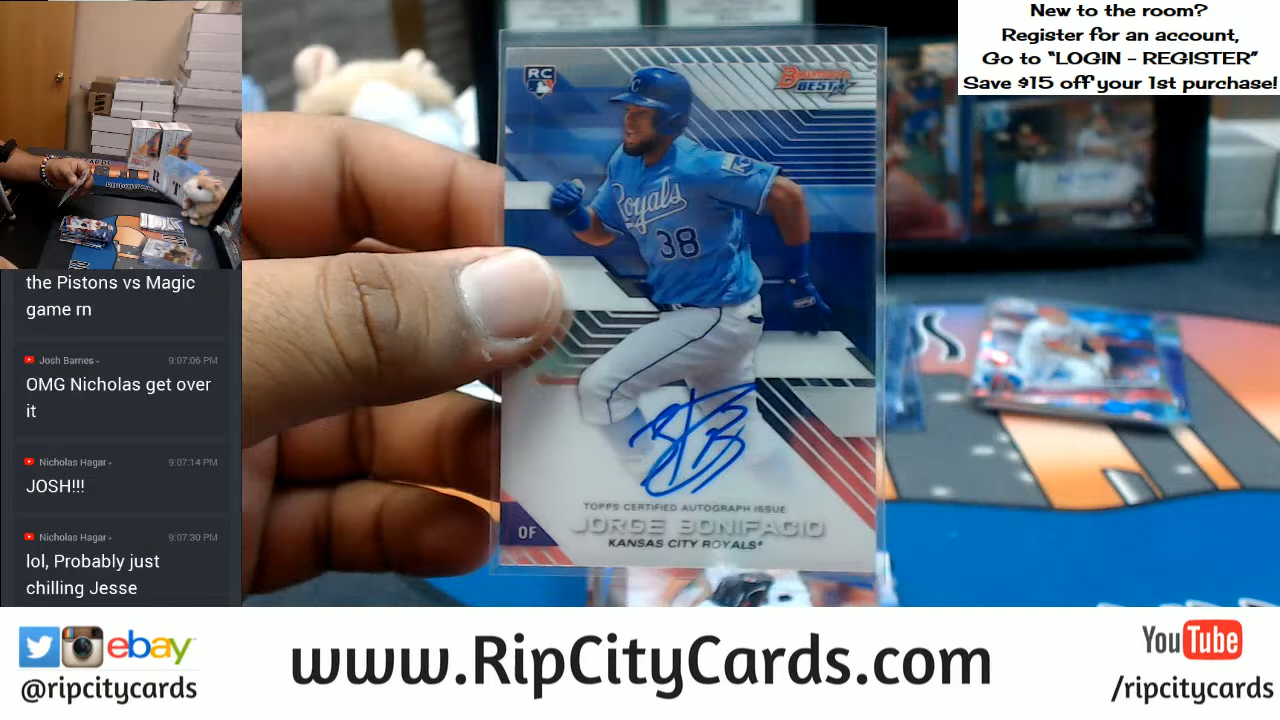 New to the room?
Register for an account,
Go to "LOGIN - REGISTER"
Save $15 off your 1st purchase!
RC
BOWMAN'S
BEST
KC
Royals
38
TOPPS CERTIFIED AUTOGRAPH ISSUE
JORGE BONIFACIO
KANSAS CITY ROYALS*
OF
the Pistons vs Magic
game rn
Josh Barnes
9:07:06 PM
OMG Nicholas get over
it
Nicholas Hagar
9:07:14 PM
JOSH!!!
Nicholas Hagar
9:07:30 PM
lol, Probably just
chilling Jesse
ebay
@ripcitycards
www.RipCityCards.com
YouTube
/ripcitycards